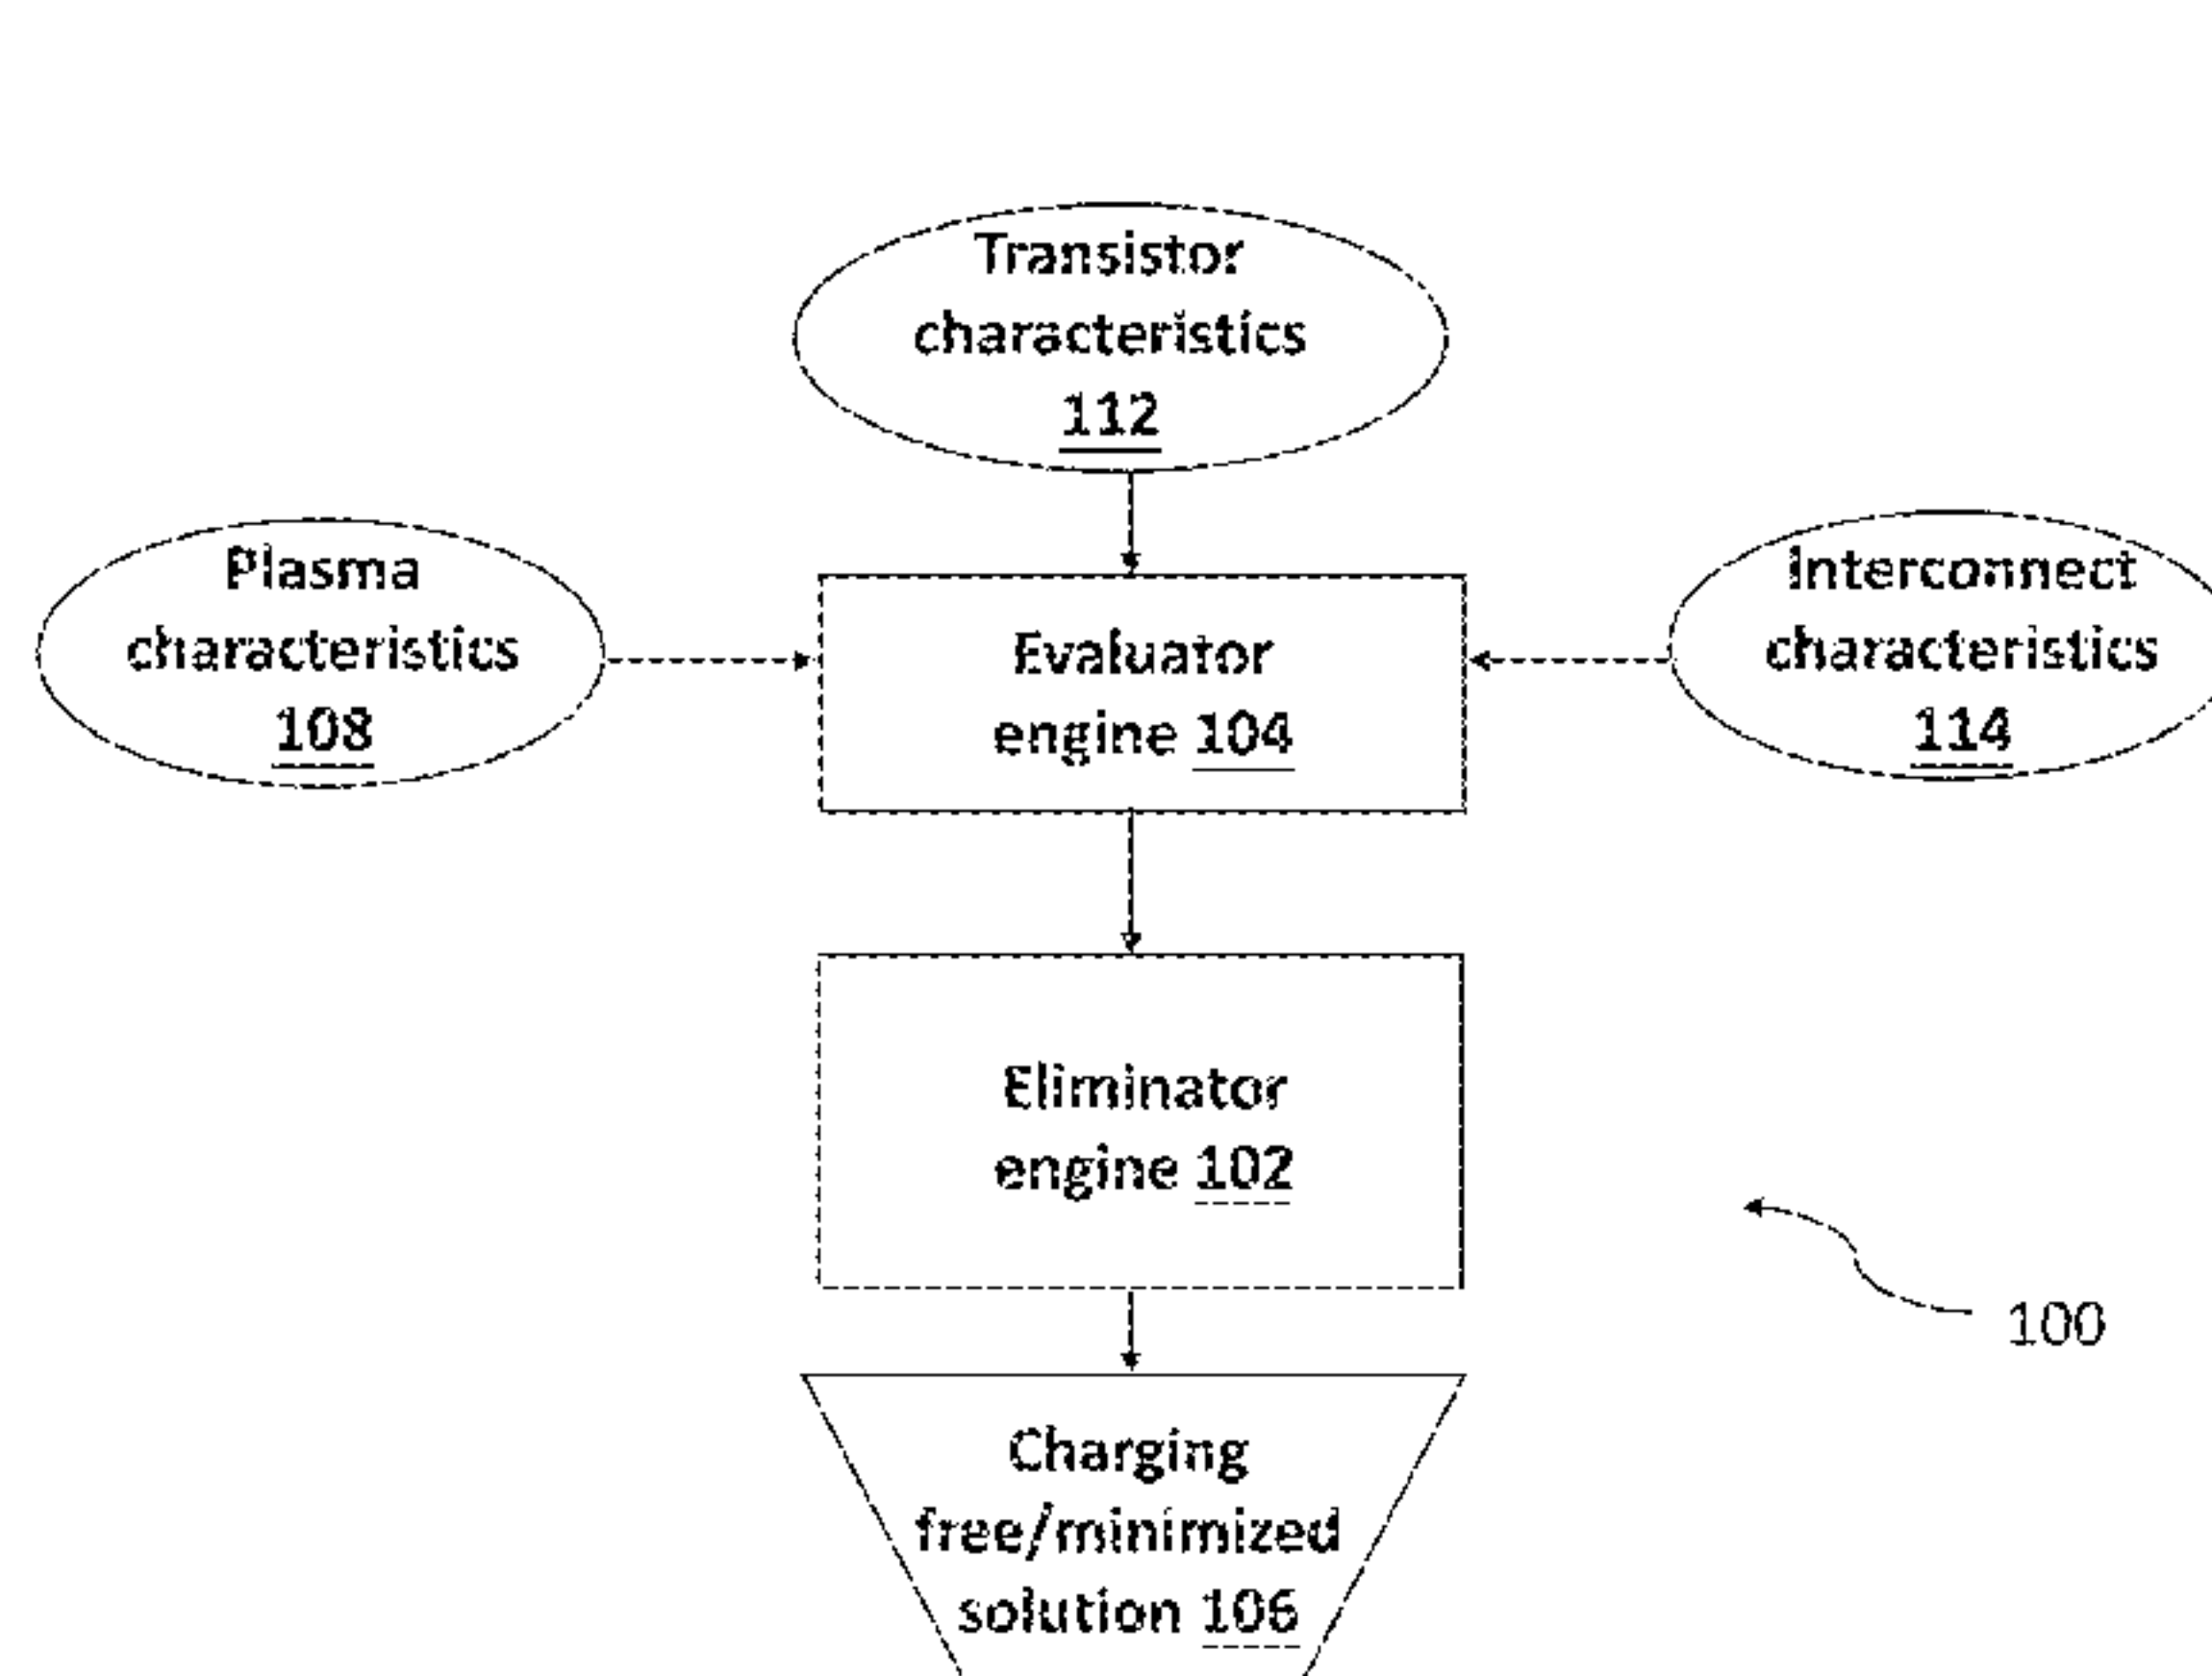 Transistor
characteristics
112
Plasma
characteristics
108
Evaluator
engine 104
Interconnect
characteristics
114
Eliminator
engine 102
100
Charging
free/minimized
solution 106